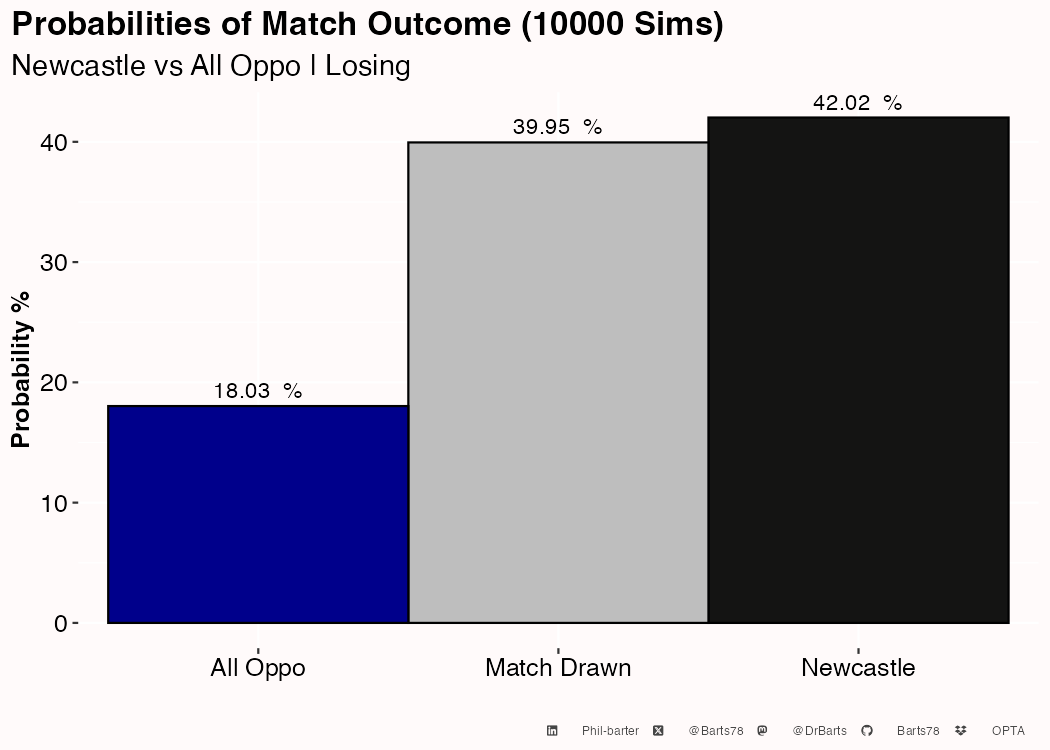 Probabilities of Match Outcome (10000 Sims)
Newcastle vs All Oppo | Losing
42.02 %
39.95 %
18.03 %
40
30
20
10
0
Probability %
All Oppo Match Drawn Newcastle
Phil-barter @Barts78 @DrBarts Barts78 OPTA